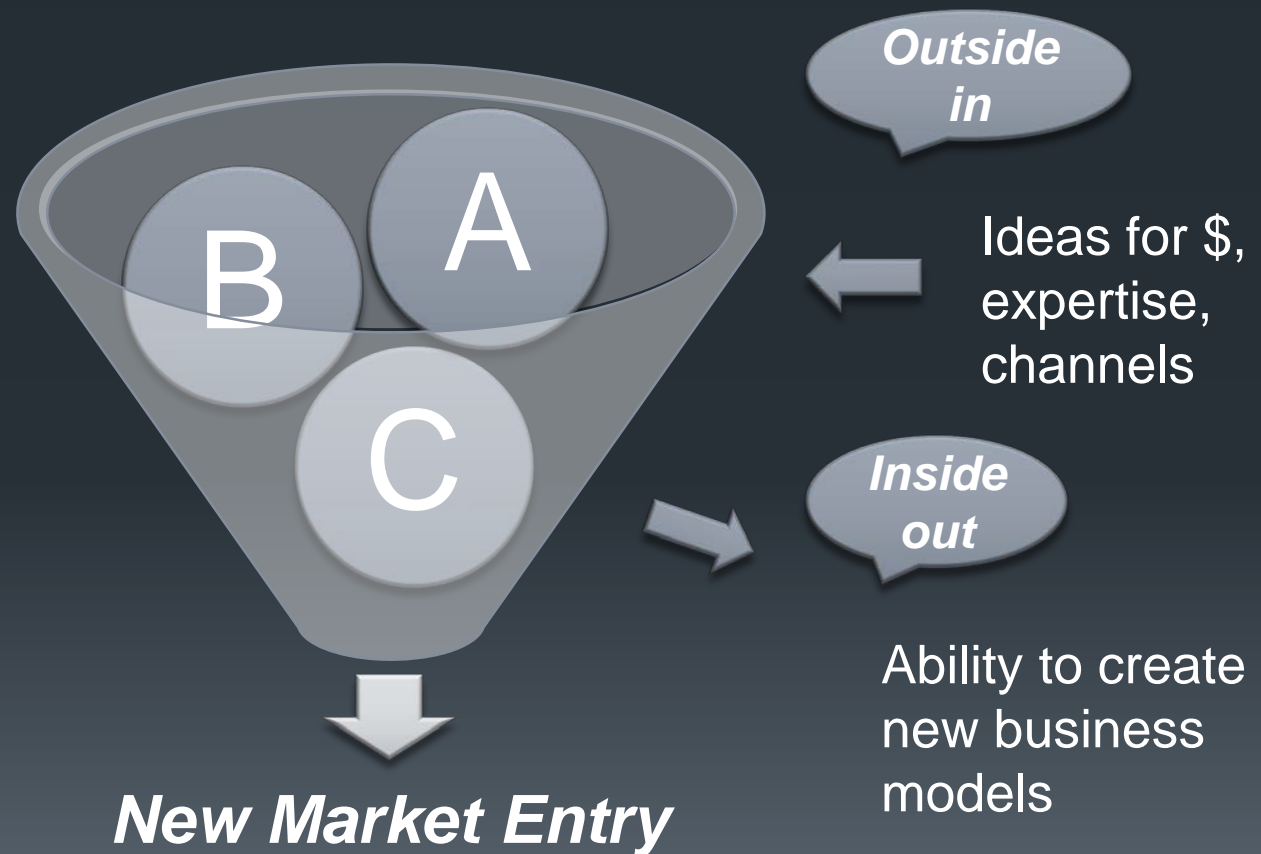 Outside
in
A
B
Ideas for $,
expertise,
channels
C
Inside
out
Ability to create
new business
models
New Market Entry